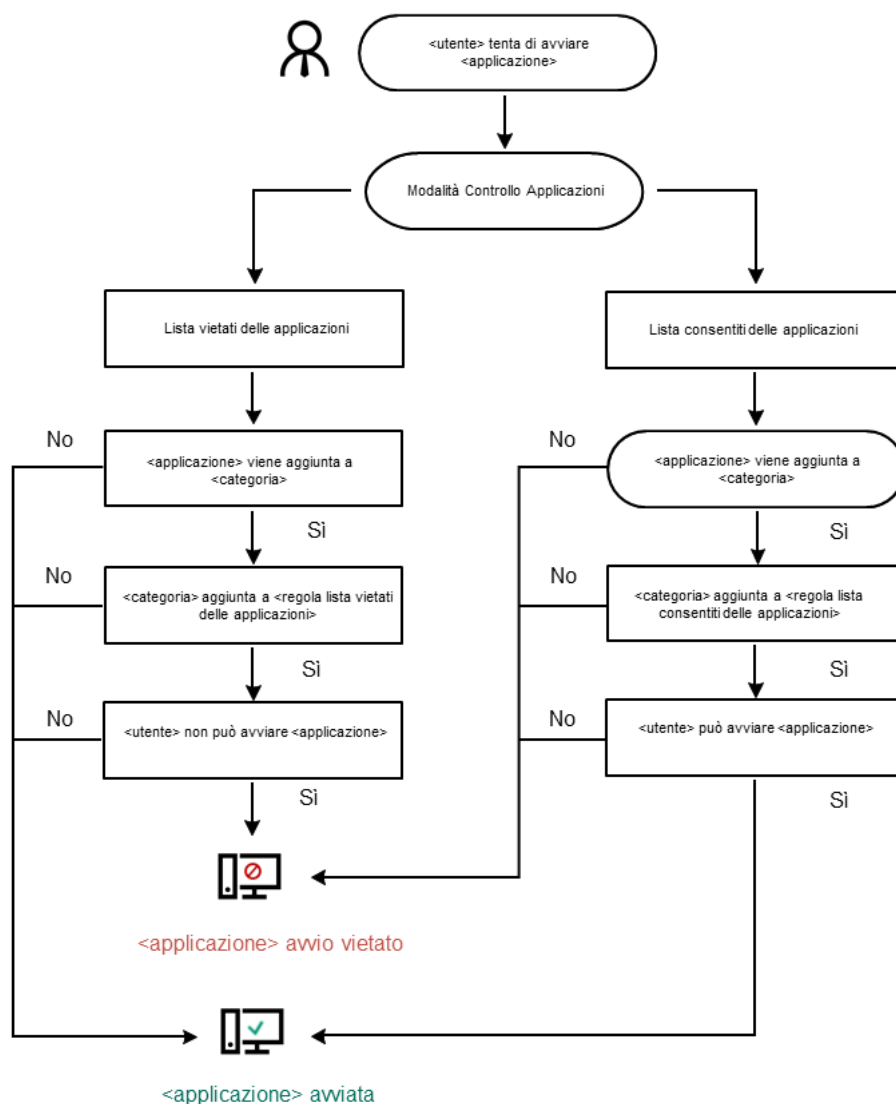 <utente> tenta di avviare
<applicazione>
Modalità Controllo Applicazioni
Lista vietati delle applicazioni
Lista consentiti delle applicazioni
No
<applicazione> viene aggiunta a
<categoria>
No
<applicazione> viene aggiunta a
<categoria>
Sì
Sì
No
<categoria> aggiunta a <regola lista vietati
delle applicazioni>
No
<categoria> aggiunta a <regola lista
consentiti delle applicazioni>
Sì
Sì
No
<utente> non può avviare <applicazione>
No
<utente> può avviare <applicazione>
Sì
Sì
<applicazione> avvio vietato
<applicazione> avviata